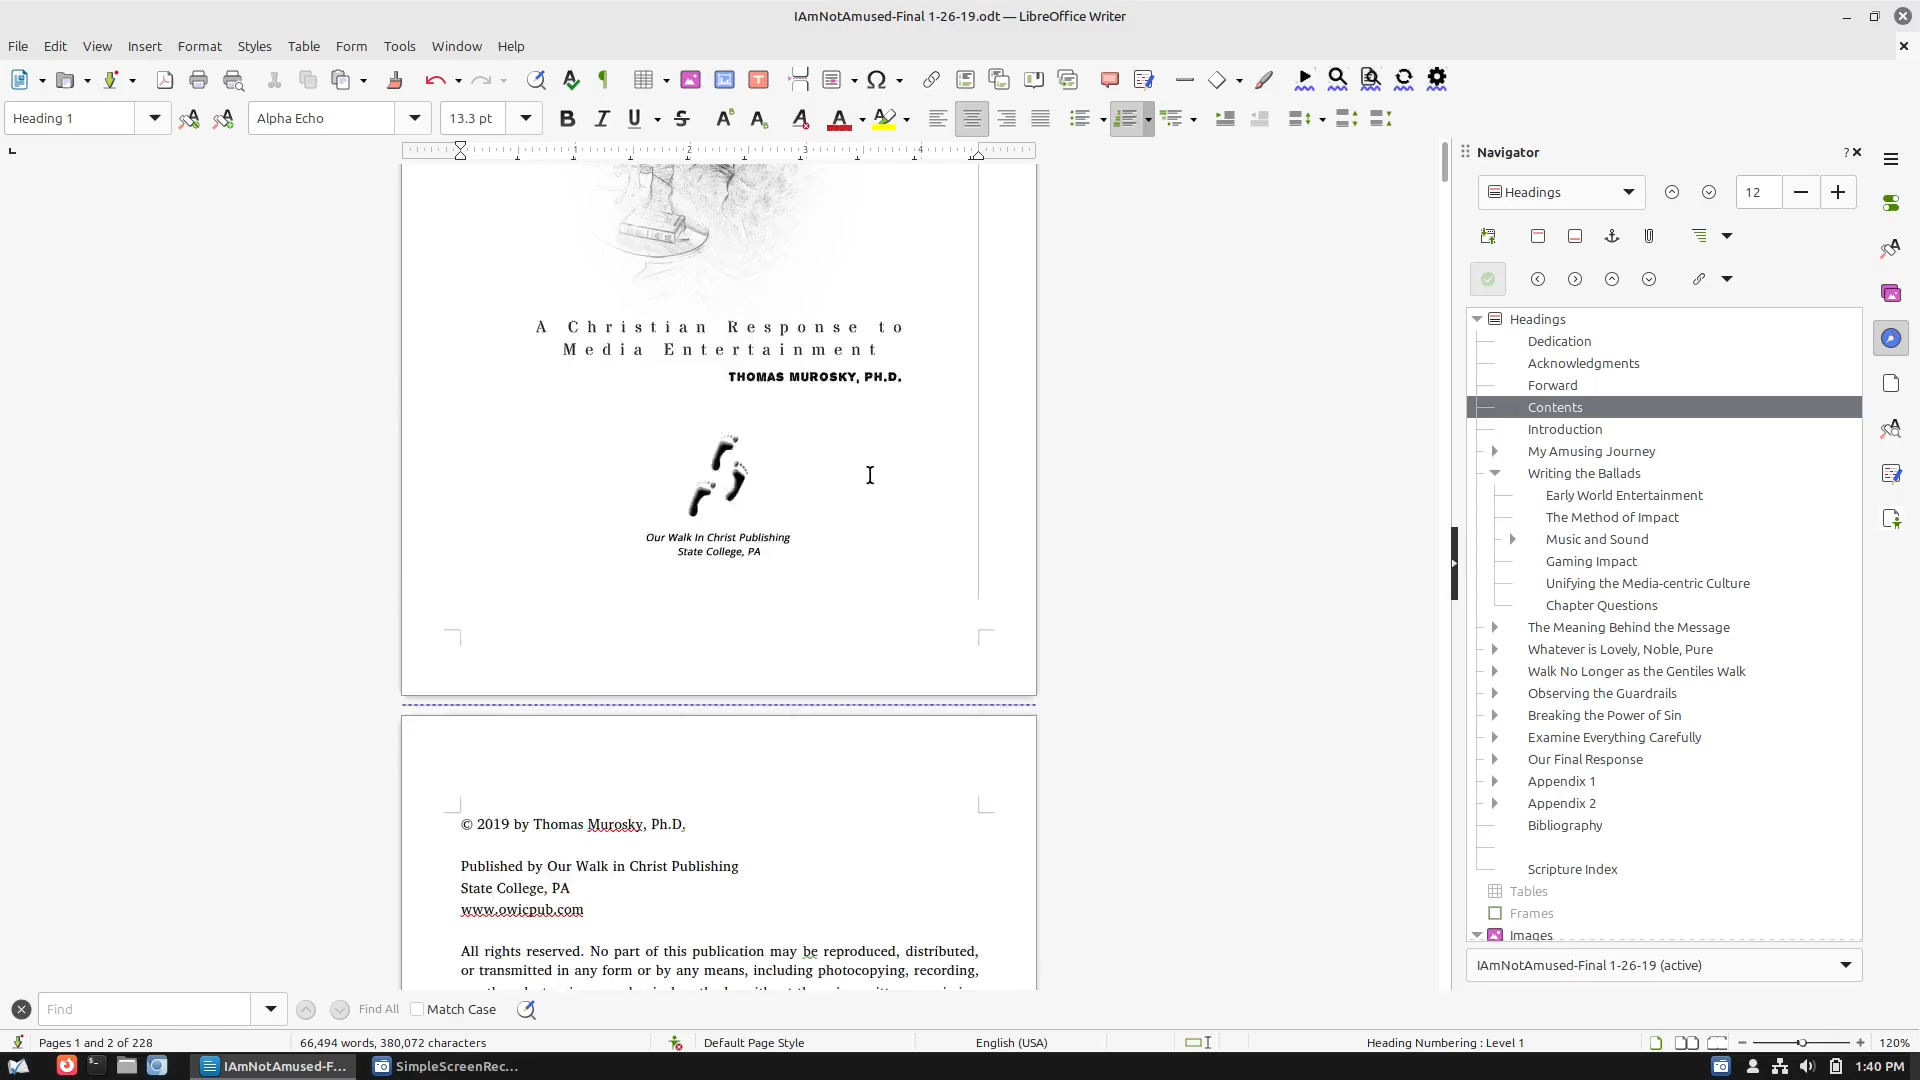 IAmNotAmused-Final 1-26-19.odt — LibreOffice Writer
File Edit View Insert Format Styles Table Form Tools Window Help
Heading 1
Alpha Echo
13.3 pt
1 2 3 4
A Christian Response to
Media Entertainment
THOMAS MUROSKY, PH.D.
Our Walk In Christ Publishing
State College, PA
© 2019 by Thomas Murosky, Ph.D.
Published by Our Walk in Christ Publishing
State College, PA
www.owicpub.com
All rights reserved. No part of this publication may be reproduced, distributed,
or transmitted in any form or by any means, including photocopying, recording,
Navigator
?
Headings
12
Headings
Dedication
Acknowledgments
Forward
Contents
Introduction
My Amusing Journey
Writing the Ballads
Early World Entertainment
The Method of Impact
Music and Sound
Gaming Impact
Unifying the Media-centric Culture
Chapter Questions
The Meaning Behind the Message
Whatever is Lovely, Noble, Pure
Walk No Longer as the Gentiles Walk
Observing the Guardrails
Breaking the Power of Sin
Examine Everything Carefully
Our Final Response
Appendix 1
Appendix 2
Bibliography
Scripture Index
Tables
Frames
Images
IAmNotAmused-Final 1-26-19 (active)
Find
Find All
Match Case
Pages 1 and 2 of 228
66,494 words, 380,072 characters
Default Page Style
English (USA)
Heading Numbering : Level 1
120%
IAmNotAmused-F...
SimpleScreenRec...
1:40 PM